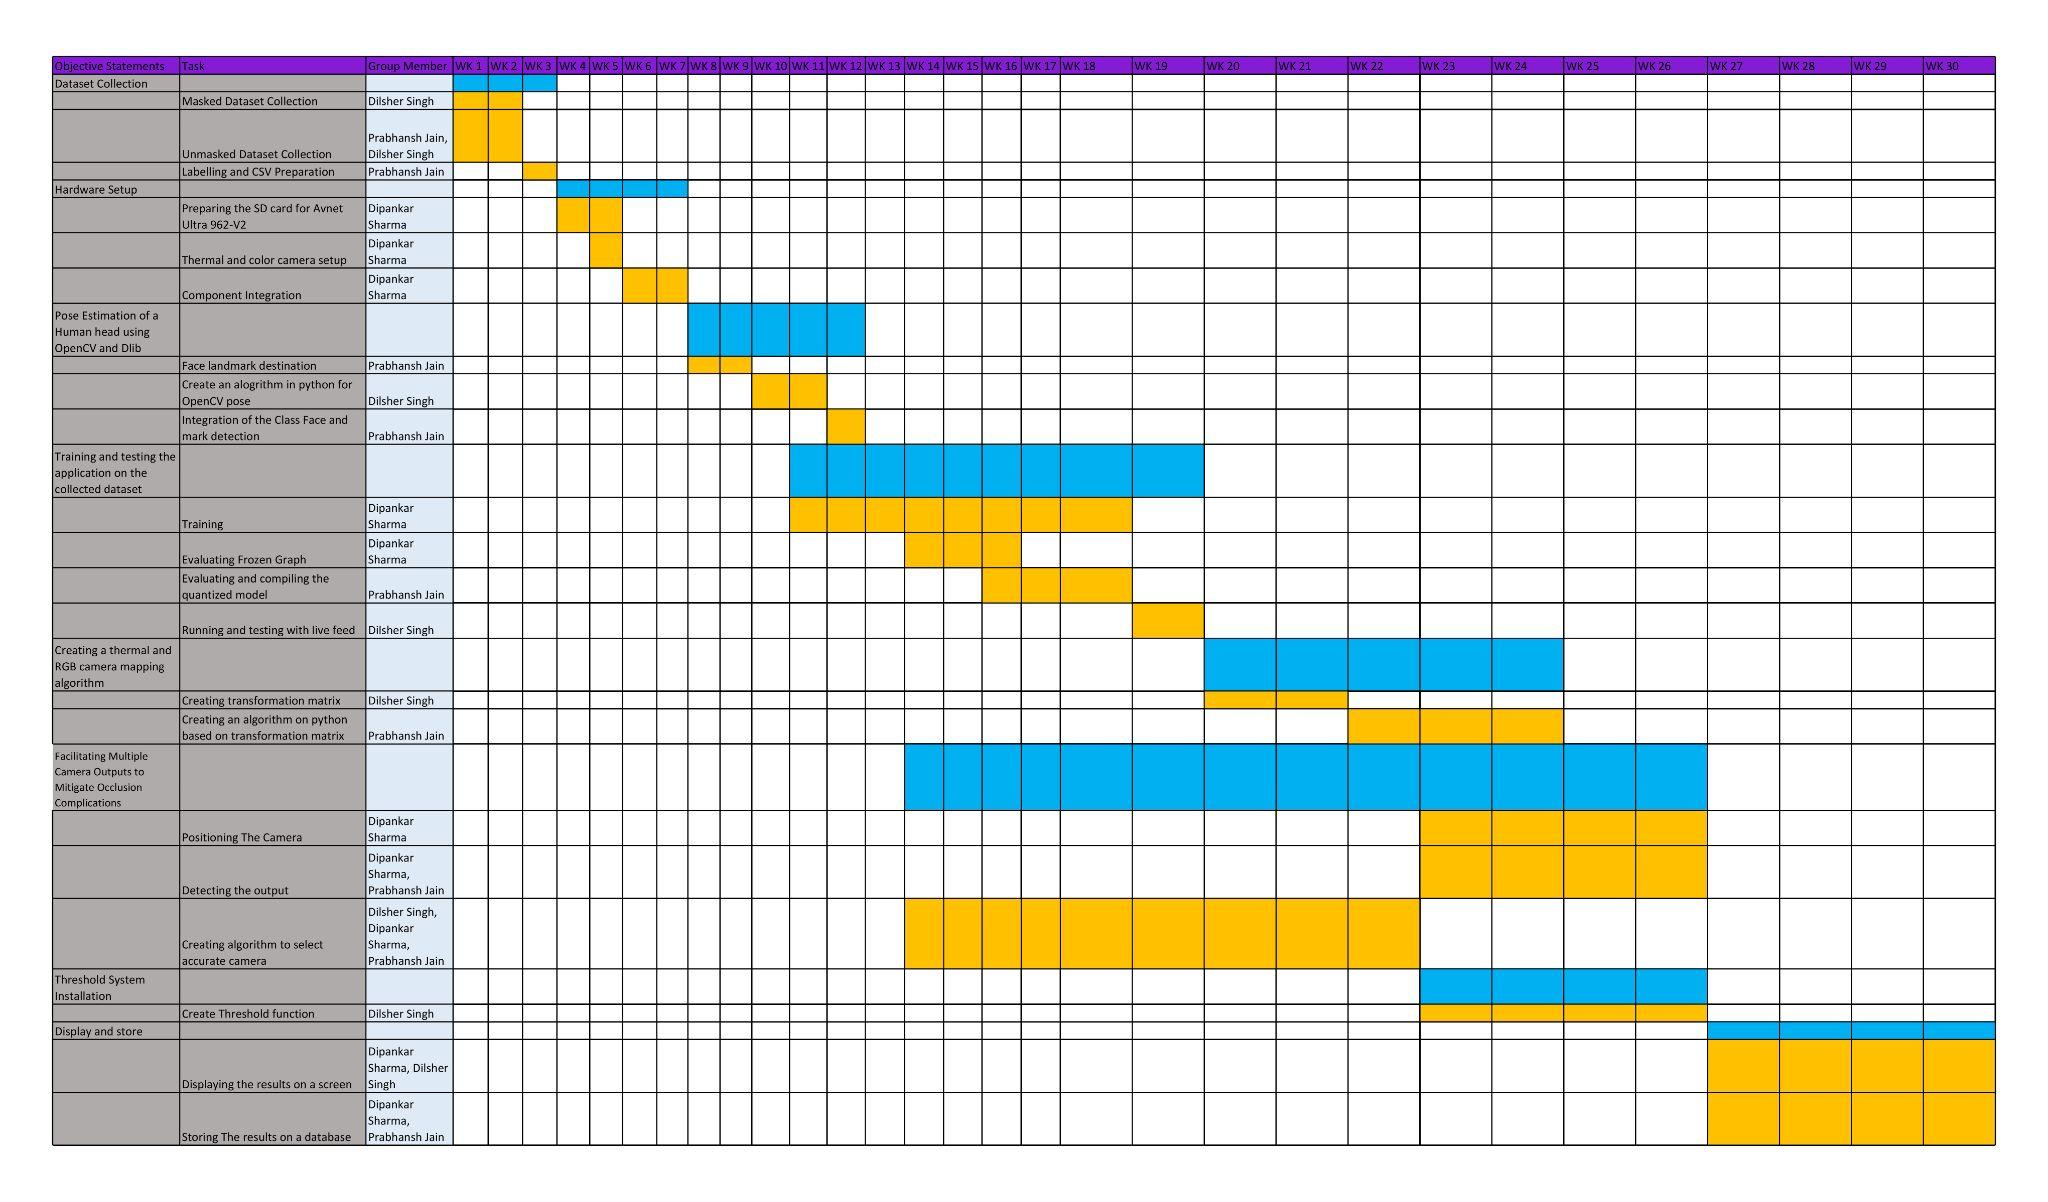 Objective Statements Task Group Member WK 1 WK 2 WK 3 WK 4 WK 5 WK 6 WK 7 WK 8 WK 9 WK 10 WK 11 WK 12 WK 13 WK 14 WK 15 WK 16 WK 17 WK 18 WK 19 WK 20 WK 21 WK 22 WK 23 WK 24 WK 25 WK 26 WK 27 WK 28 WK 29 WK 30
Dataset Collection
Masked Dataset Collection Dilsher Singh
Prabhansh Jain,
Unmasked Dataset Collection Dilsher Singh
Labelling and CSV Preparation Prabhansh Jain
Hardware Setup
Preparing the SD card for Avnet Dipankar
Ultra 962-V2 Sharma
Dipankar
Thermal and color camera setup Sharma
Dipankar
Component Integration Sharma
Pose Estimation of a
Human head using
OpenCV and Dlib
Face landmark destination Prabhansh Jain
Create an alogrithm in python for
OpenCV pose Dilsher Singh
Integration of the Class Face and
mark detection Prabhansh Jain
Training and testing the
application on the
collected dataset
Dipankar
Training Sharma
Dipankar
Evaluating Frozen Graph Sharma
Evaluating and compiling the
quantized model Prabhansh Jain
Running and testing with live feed Dilsher Singh
Creating a thermal and
RGB camera mapping
algorithm
Creating transformation matrix Dilsher Singh
Creating an algorithm on python
based on transformation matrix Prabhansh Jain
Facilitating Multiple
Camera Outputs to
Mitigate Occlusion
Complications
Dipankar
Positioning The Camera Sharma
Dipankar
Sharma,
Detecting the output Prabhansh Jain
Dilsher Singh,
Dipankar
Creating algorithm to select Sharma,
accurate camera Prabhansh Jain
Threshold System
Installation
Create Threshold function Dilsher Singh
Display and store
Dipankar
Sharma, Dilsher
Displaying the results on a screen Singh
Dipankar
Sharma,
Storing The results on a database Prabhansh Jain